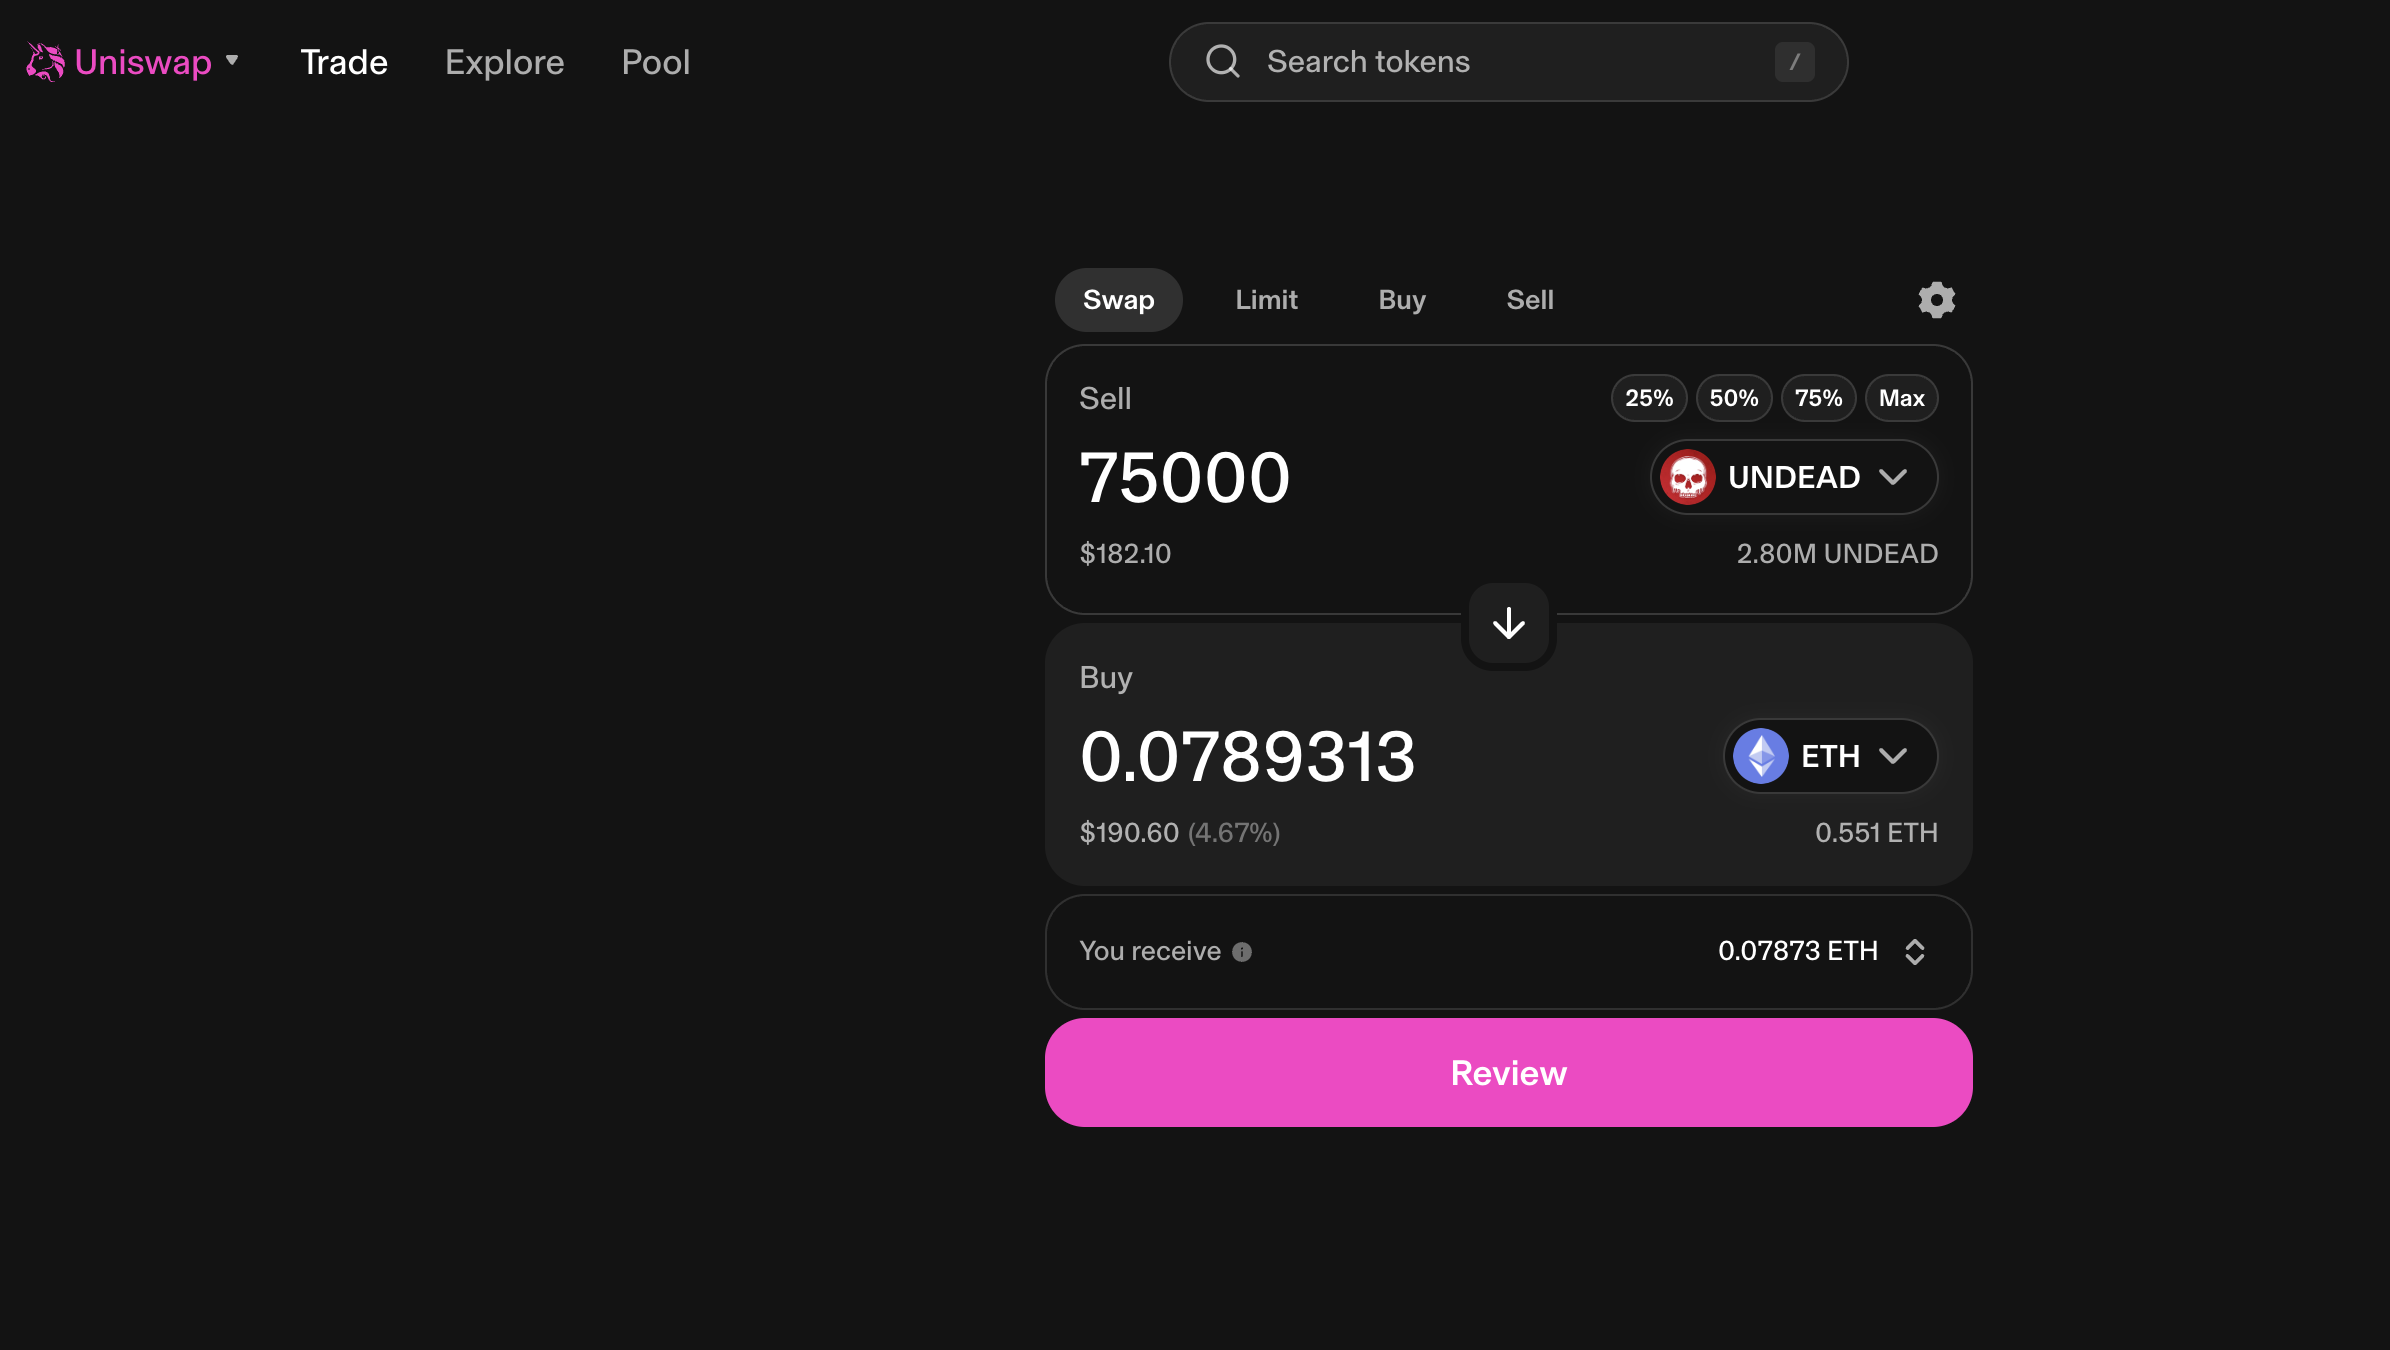 Uniswap Trade Explore Pool Search tokens /
Swap Limit Buy Sell
Sell 25% 50% 75% Max
75000 UNDEAD
$182.10 2.80M UNDEAD
Buy
0.0789313 ETH
$190.60 (4.67%) 0.551 ETH
You receive 0.07873 ETH
Review